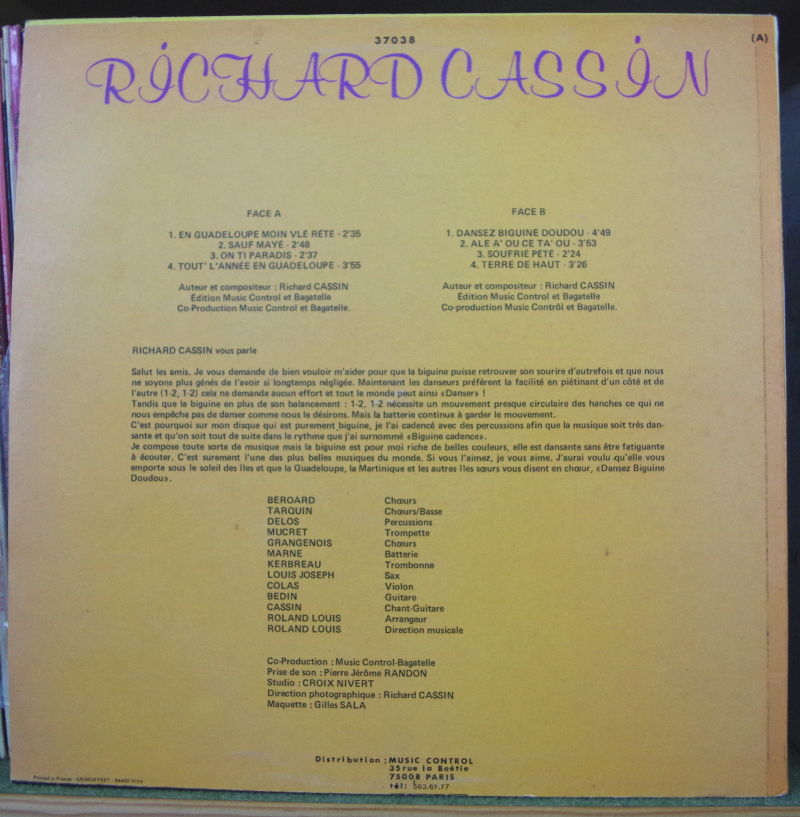 37038
(A)
RICHARD CASSIN
FACE A
1. EN GUADELOUPE MOIN VLÉ RÉTÉ - 2'35
2. SAUF MAYÉ - 2'48
3. ON TI PARADIS - 2'37
4. TOUT' L'ANNÉE EN GUADELOUPE - 3'55
Auteur et compositeur : Richard CASSIN
Édition Music Control et Bagatelle
Co-Production Music Control et Bagatelle.
FACE B
1. DANSEZ BIGUINE DOUDOU - 4'49
2. ALE A' OU CE TA' OU - 3'53
3. SOUFRIÉ PÉTÉ - 2'24
4. TERRE DE HAUT - 3'26
Auteur et compositeur : Richard CASSIN
Édition Music Control et Bagatelle
Co-production Music Contrôl et Bagatelle.
RICHARD CASSIN vous parle
Salut les amis. Je vous demande de bien vouloir m'aider pour que la biguine puisse retrouver son sourire d'autrefois et que nous
ne soyons plus génés de l'avoir si longtemps négligée. Maintenant les danseurs préférent la facilité en piétinant d'un côté et de
l'autre (1-2, 1-2) cela ne demande aucun effort et tout le monde peut ainsi «Danser» !
Tandis que la biguine en plus de son balancement : 1-2, 1-2 nécessite un mouvement presque circulaire des hanches ce qui ne
nous empêche pas de danser comme nous le désirons. Mais la batterie continue à garder le mouvement.
C'est pourquoi sur mon disque qui est purement biguine, je l'ai cadencé avec des percussions afin que la musique soit très dan-
sante et qu'on soit tout de suite dans le rythme que j'ai surnommé «Biguine cadence».
Je compose toute sorte de musique mais la biguine est pour moi riche de belles couleurs, elle est dansante sans être fatiguante
à écouter. C'est surement l'une des plus belles musiques du monde. Si vous l'aimez, je vous aime. J'aurai voulu qu'elle vous
emporte sous le soleil des îles et que la Guadeloupe, la Martinique et les autres îles sœurs vous disent en chœur, «Dansez Biguine
Doudou».
BEROARD Chœurs
TARQUIN Chœurs/Basse
DELOS Percussions
MUCRET Trompette
GRANGENOIS Chœurs
MARNE Batterie
KERBREAU Trombonne
LOUIS JOSEPH Sax
COLAS Violon
BEDIN Guitare
CASSIN Chant-Guitare
ROLAND LOUIS Arrangeur
ROLAND LOUIS Direction musicale
Co-Production : Music Control-Bagatelle
Prise de son : Pierre Jérôme RANDON
Studio : CROIX NIVERT
Direction photographique : Richard CASSIN
Maquette : Gilles SALA
Distribution : MUSIC CONTROL
35 rue la Boétie
75008 PARIS
tél: 563.61.77
Printed in France - GRIMOFFSET - 94400 Vitry